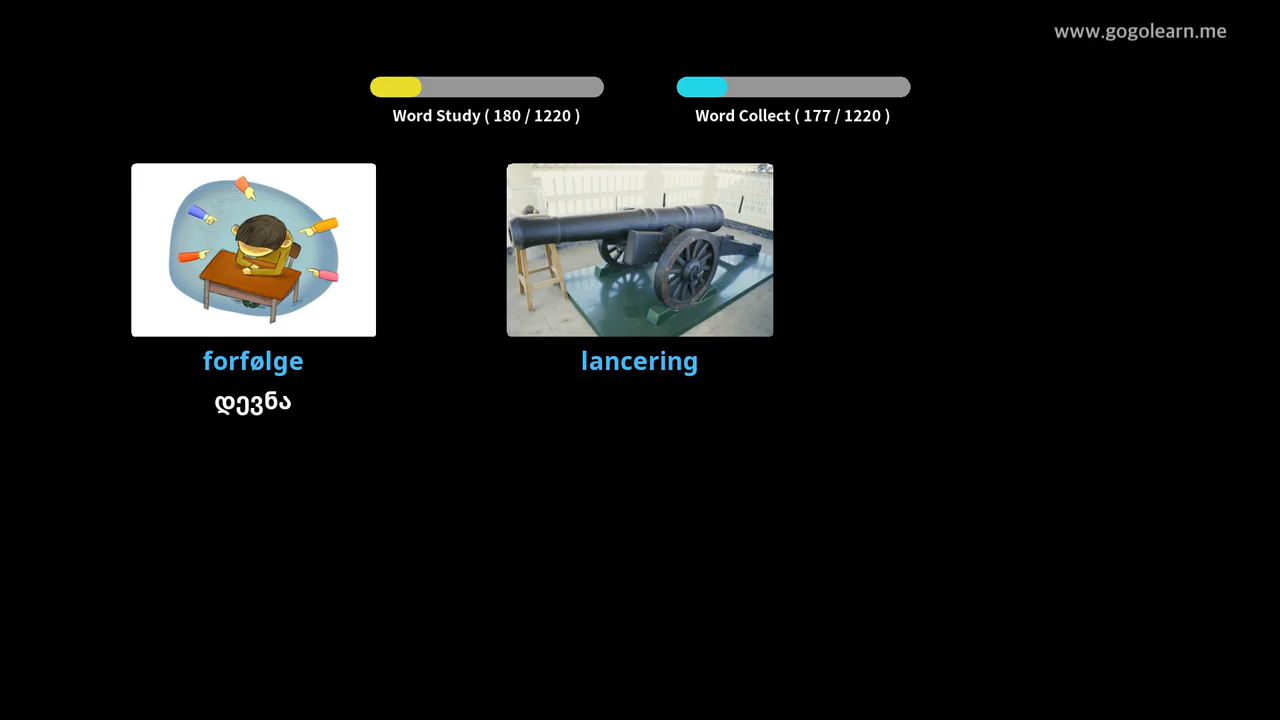 www.gogolearn.me
Word Study ( 180 / 1220 )
Word Collect ( 177 / 1220 )
forfølge
დევნა
lancering